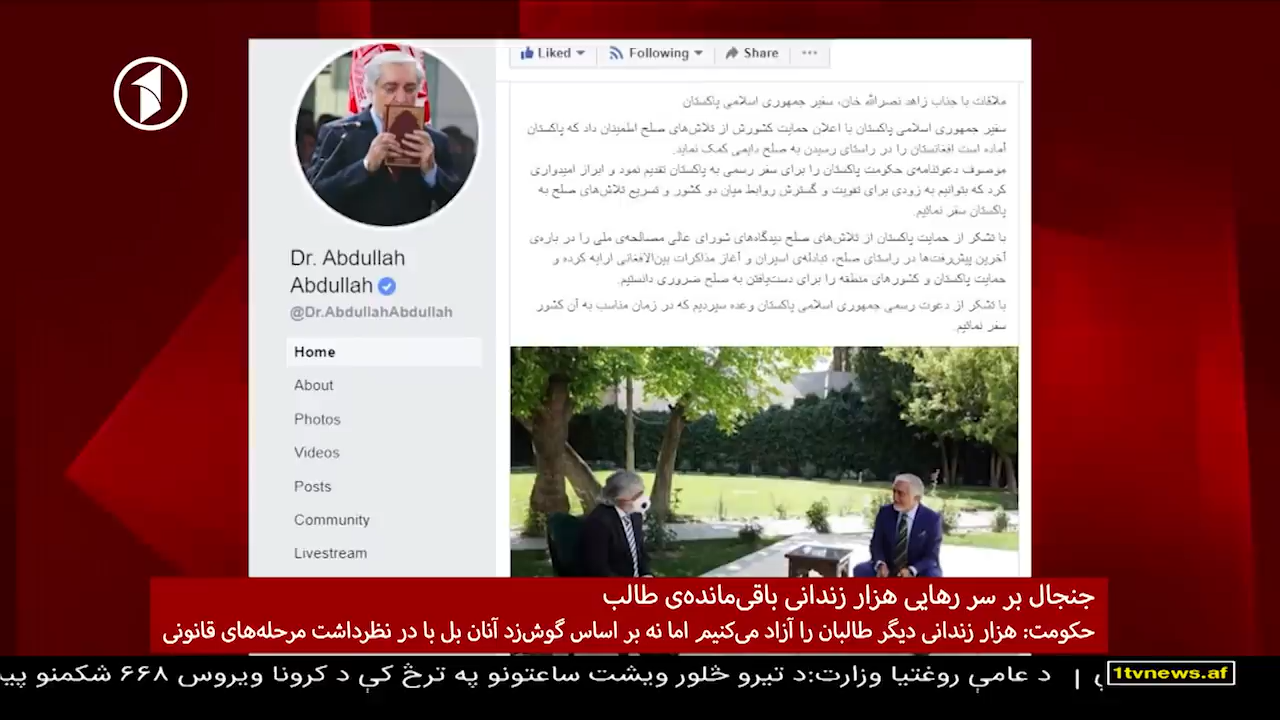 Liked
Following
Share
ملاقات با جناب زاهد نصرالله خان، سفیر جمهوری اسلامی پاکستان
سفیر جمهوری اسلامی پاکستان با اعلان حمایت کشورش از تلاش‌های صلح اطمینان داد که پاکستان
آماده است افغانستان را در راستای رسیدن به صلح دایمی کمک نماید.
موصوف دعوتنامه‌ی حکومت پاکستان را برای سفر رسمی به پاکستان تقدیم نمود و ابراز امیدواری
کرد که بتوانیم به زودی برای تقویت و گسترش روابط میان دو کشور و تسریع تلاش‌های صلح به
پاکستان سفر نمائیم.
با تشکر از حمایت پاکستان از تلاش‌های صلح دیدگاه‌های شورای عالی مصالحه‌ی ملی را در باره‌ی
آخرین پیش‌رفت‌ها در راستای صلح، تبادله‌ی اسیران و آغاز مذاکرات بین‌الافغانی ارایه کرده و
حمایت پاکستان و کشورهای منطقه را برای دست‌یافتن به صلح ضروری دانستیم.
با تشکر از دعوت رسمی جمهوری اسلامی پاکستان وعده سپردیم که در زمان مناسب به آن کشور
سفر نمائیم.
Dr. Abdullah
Abdullah
@Dr.AbdullahAbdullah
Home
About
Photos
Videos
Posts
Community
Livestream
جنجال بر سر رهایی هزار زندانی باقی‌مانده‌ی طالب
حکومت: هزار زندانی دیگر طالبان را آزاد می‌کنیم اما نه بر اساس گوش‌زد آنان بل با در نظرداشت مرحله‌های قانونی
د عامې روغتیا وزارت:د تیرو څلور ویشت ساعتونو په ترڅ کې د کرونا ویروس ۶۶۸ شکمنو
1tvnews.af